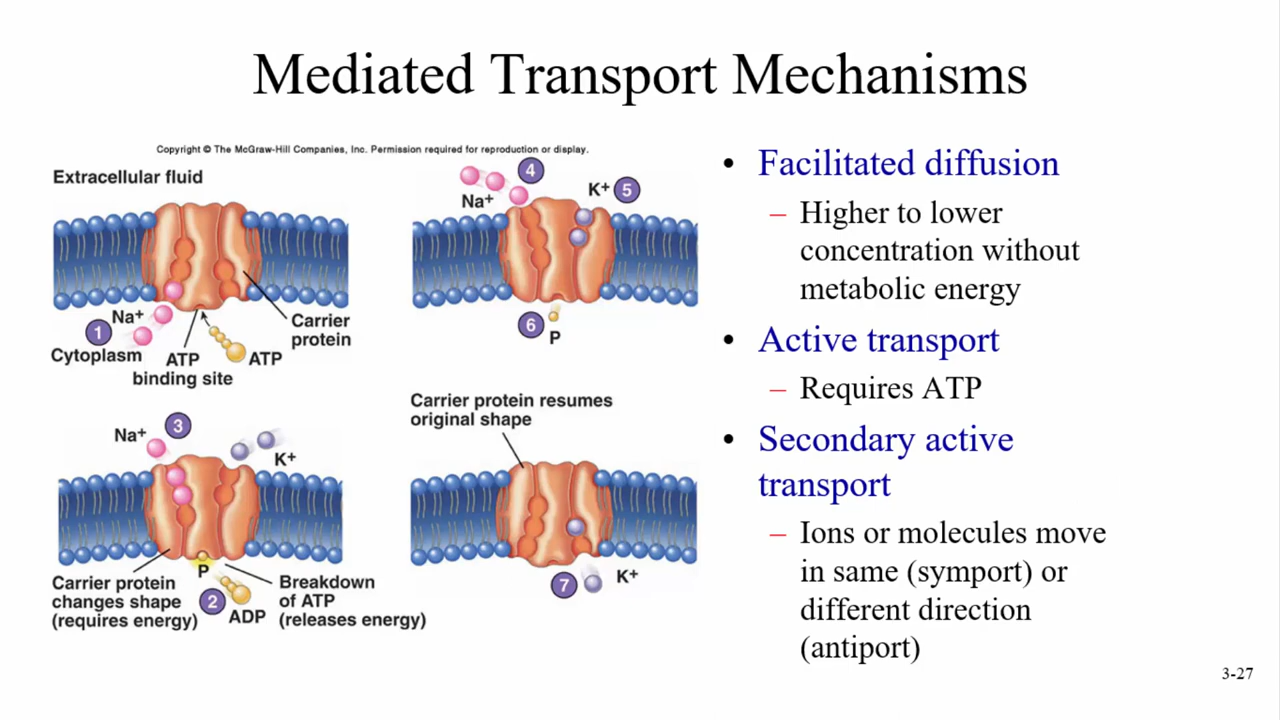 Mediated Transport Mechanisms
Copyright © The McGraw-Hill Companies, Inc. Permission required for reproduction or display.
Extracellular fluid
Na+
1
Cytoplasm
ATP
binding site
ATP
Carrier
protein
3
Na+
K+
Carrier protein
changes shape
(requires energy)
P
2
ADP
Breakdown
of ATP
(releases energy)
4
Na+
K+
5
6
P
Carrier protein resumes
original shape
7
K+
• Facilitated diffusion
– Higher to lower
concentration without
metabolic energy
• Active transport
– Requires ATP
• Secondary active
transport
– Ions or molecules move
in same (symport) or
different direction
(antiport)
3-27